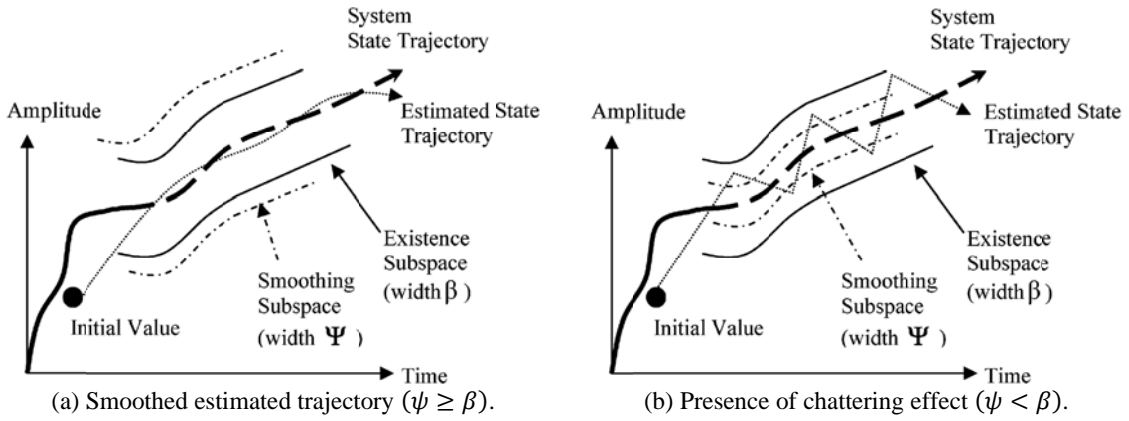 System
State Trajectory
Amplitude
Estimated State
Trajectory
Existence
Subspace
(width β )
Smoothing
Subspace
(width Ψ )
Initial Value
Time
(a) Smoothed estimated trajectory (ψ ≥ β).
System
State Trajectory
Amplitude
Estimated State
Trajectory
Existence
Subspace
(width β )
Smoothing
Subspace
(width Ψ )
Initial Value
Time
(b) Presence of chattering effect (ψ < β).